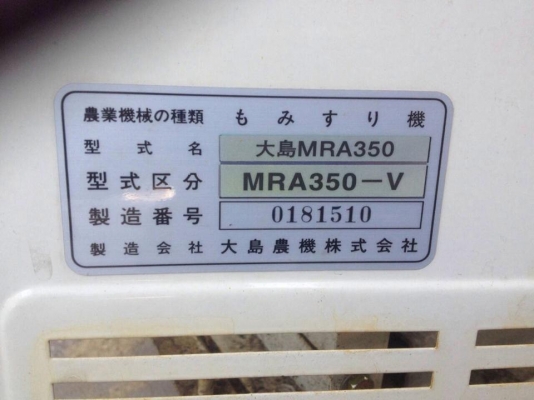 農業機械の種類 もみすり機
型式名 大島MRA350
型式区分 MRA350-V
製造番号 0181510
製造会社 大島農機株式会社